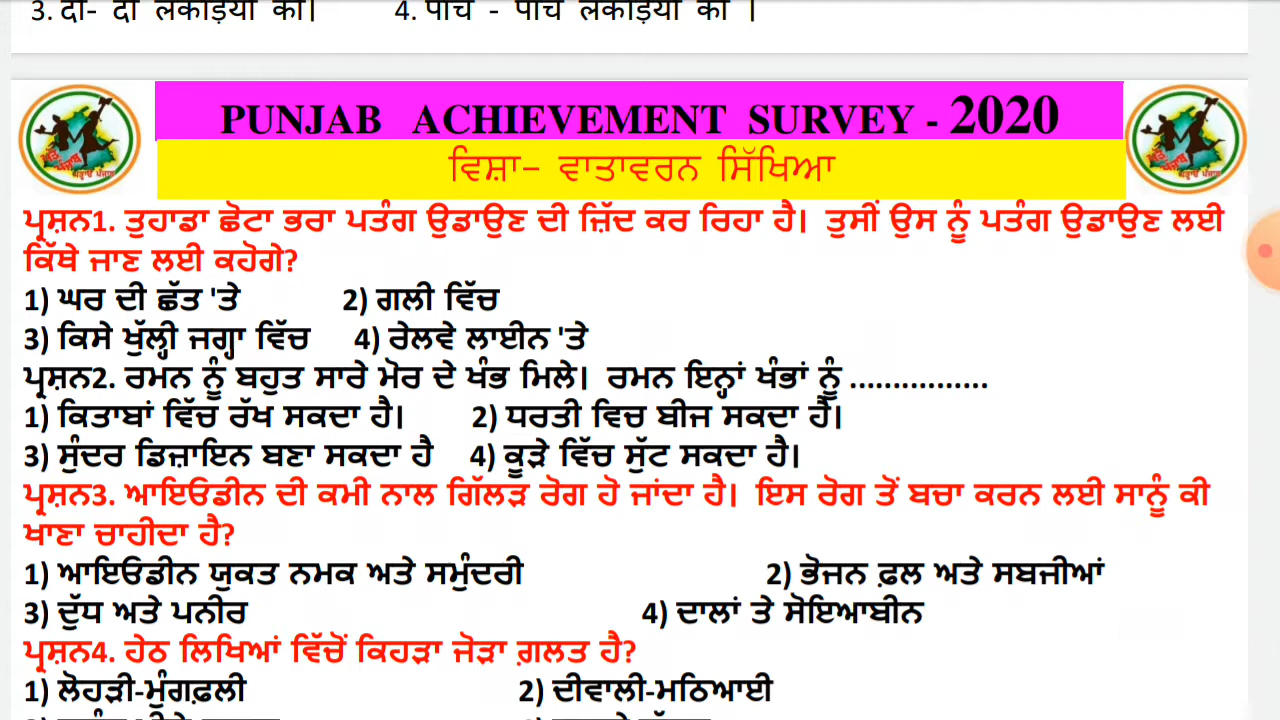 3. दो- दो लकड़ियों को। 4. पाँच - पाँच लकड़ियों को ।
PUNJAB ACHIEVEMENT SURVEY - 2020
ਵਿਸ਼ਾ– ਵਾਤਾਵਰਨ ਸਿੱਖਿਆ
ਪ੍ਰਸ਼ਨ1. ਤੁਹਾਡਾ ਛੋਟਾ ਭਰਾ ਪਤੰਗ ਉਡਾਉਣ ਦੀ ਜ਼ਿੱਦ ਕਰ ਰਿਹਾ ਹੈ। ਤੁਸੀਂ ਉਸ ਨੂੰ ਪਤੰਗ ਉਡਾਉਣ ਲਈ
ਕਿੱਥੇ ਜਾਣ ਲਈ ਕਹੋਗੇ?
1) ਘਰ ਦੀ ਛੱਤ 'ਤੇ 2) ਗਲੀ ਵਿੱਚ
3) ਕਿਸੇ ਖੁੱਲ੍ਹੀ ਜਗ੍ਹਾ ਵਿੱਚ 4) ਰੇਲਵੇ ਲਾਈਨ 'ਤੇ
ਪ੍ਰਸ਼ਨ2. ਰਮਨ ਨੂੰ ਬਹੁਤ ਸਾਰੇ ਮੋਰ ਦੇ ਖੰਭ ਮਿਲੇ। ਰਮਨ ਇਨ੍ਹਾਂ ਖੰਭਾਂ ਨੂੰ ................
1) ਕਿਤਾਬਾਂ ਵਿੱਚ ਰੱਖ ਸਕਦਾ ਹੈ। 2) ਧਰਤੀ ਵਿਚ ਬੀਜ ਸਕਦਾ ਹੈ।
3) ਸੁੰਦਰ ਡਿਜ਼ਾਇਨ ਬਣਾ ਸਕਦਾ ਹੈ 4) ਕੂੜੇ ਵਿੱਚ ਸੁੱਟ ਸਕਦਾ ਹੈ।
ਪ੍ਰਸ਼ਨ3. ਆਇਓਡੀਨ ਦੀ ਕਮੀ ਨਾਲ ਗਿੱਲੜ ਰੋਗ ਹੋ ਜਾਂਦਾ ਹੈ। ਇਸ ਰੋਗ ਤੋਂ ਬਚਾ ਕਰਨ ਲਈ ਸਾਨੂੰ ਕੀ
ਖਾਣਾ ਚਾਹੀਦਾ ਹੈ?
1) ਆਇਓਡੀਨ ਯੁਕਤ ਨਮਕ ਅਤੇ ਸਮੁੰਦਰੀ 2) ਭੋਜਨ ਫ਼ਲ ਅਤੇ ਸਬਜੀਆਂ
3) ਦੁੱਧ ਅਤੇ ਪਨੀਰ 4) ਦਾਲਾਂ ਤੇ ਸੋਇਆਬੀਨ
ਪ੍ਰਸ਼ਨ4. ਹੇਠ ਲਿਖਿਆਂ ਵਿੱਚੋਂ ਕਿਹੜਾ ਜੋੜਾ ਗ਼ਲਤ ਹੈ?
1) ਲੋਹੜੀ-ਮੁੰਗਫ਼ਲੀ 2) ਦੀਵਾਲੀ-ਮਠਿਆਈ